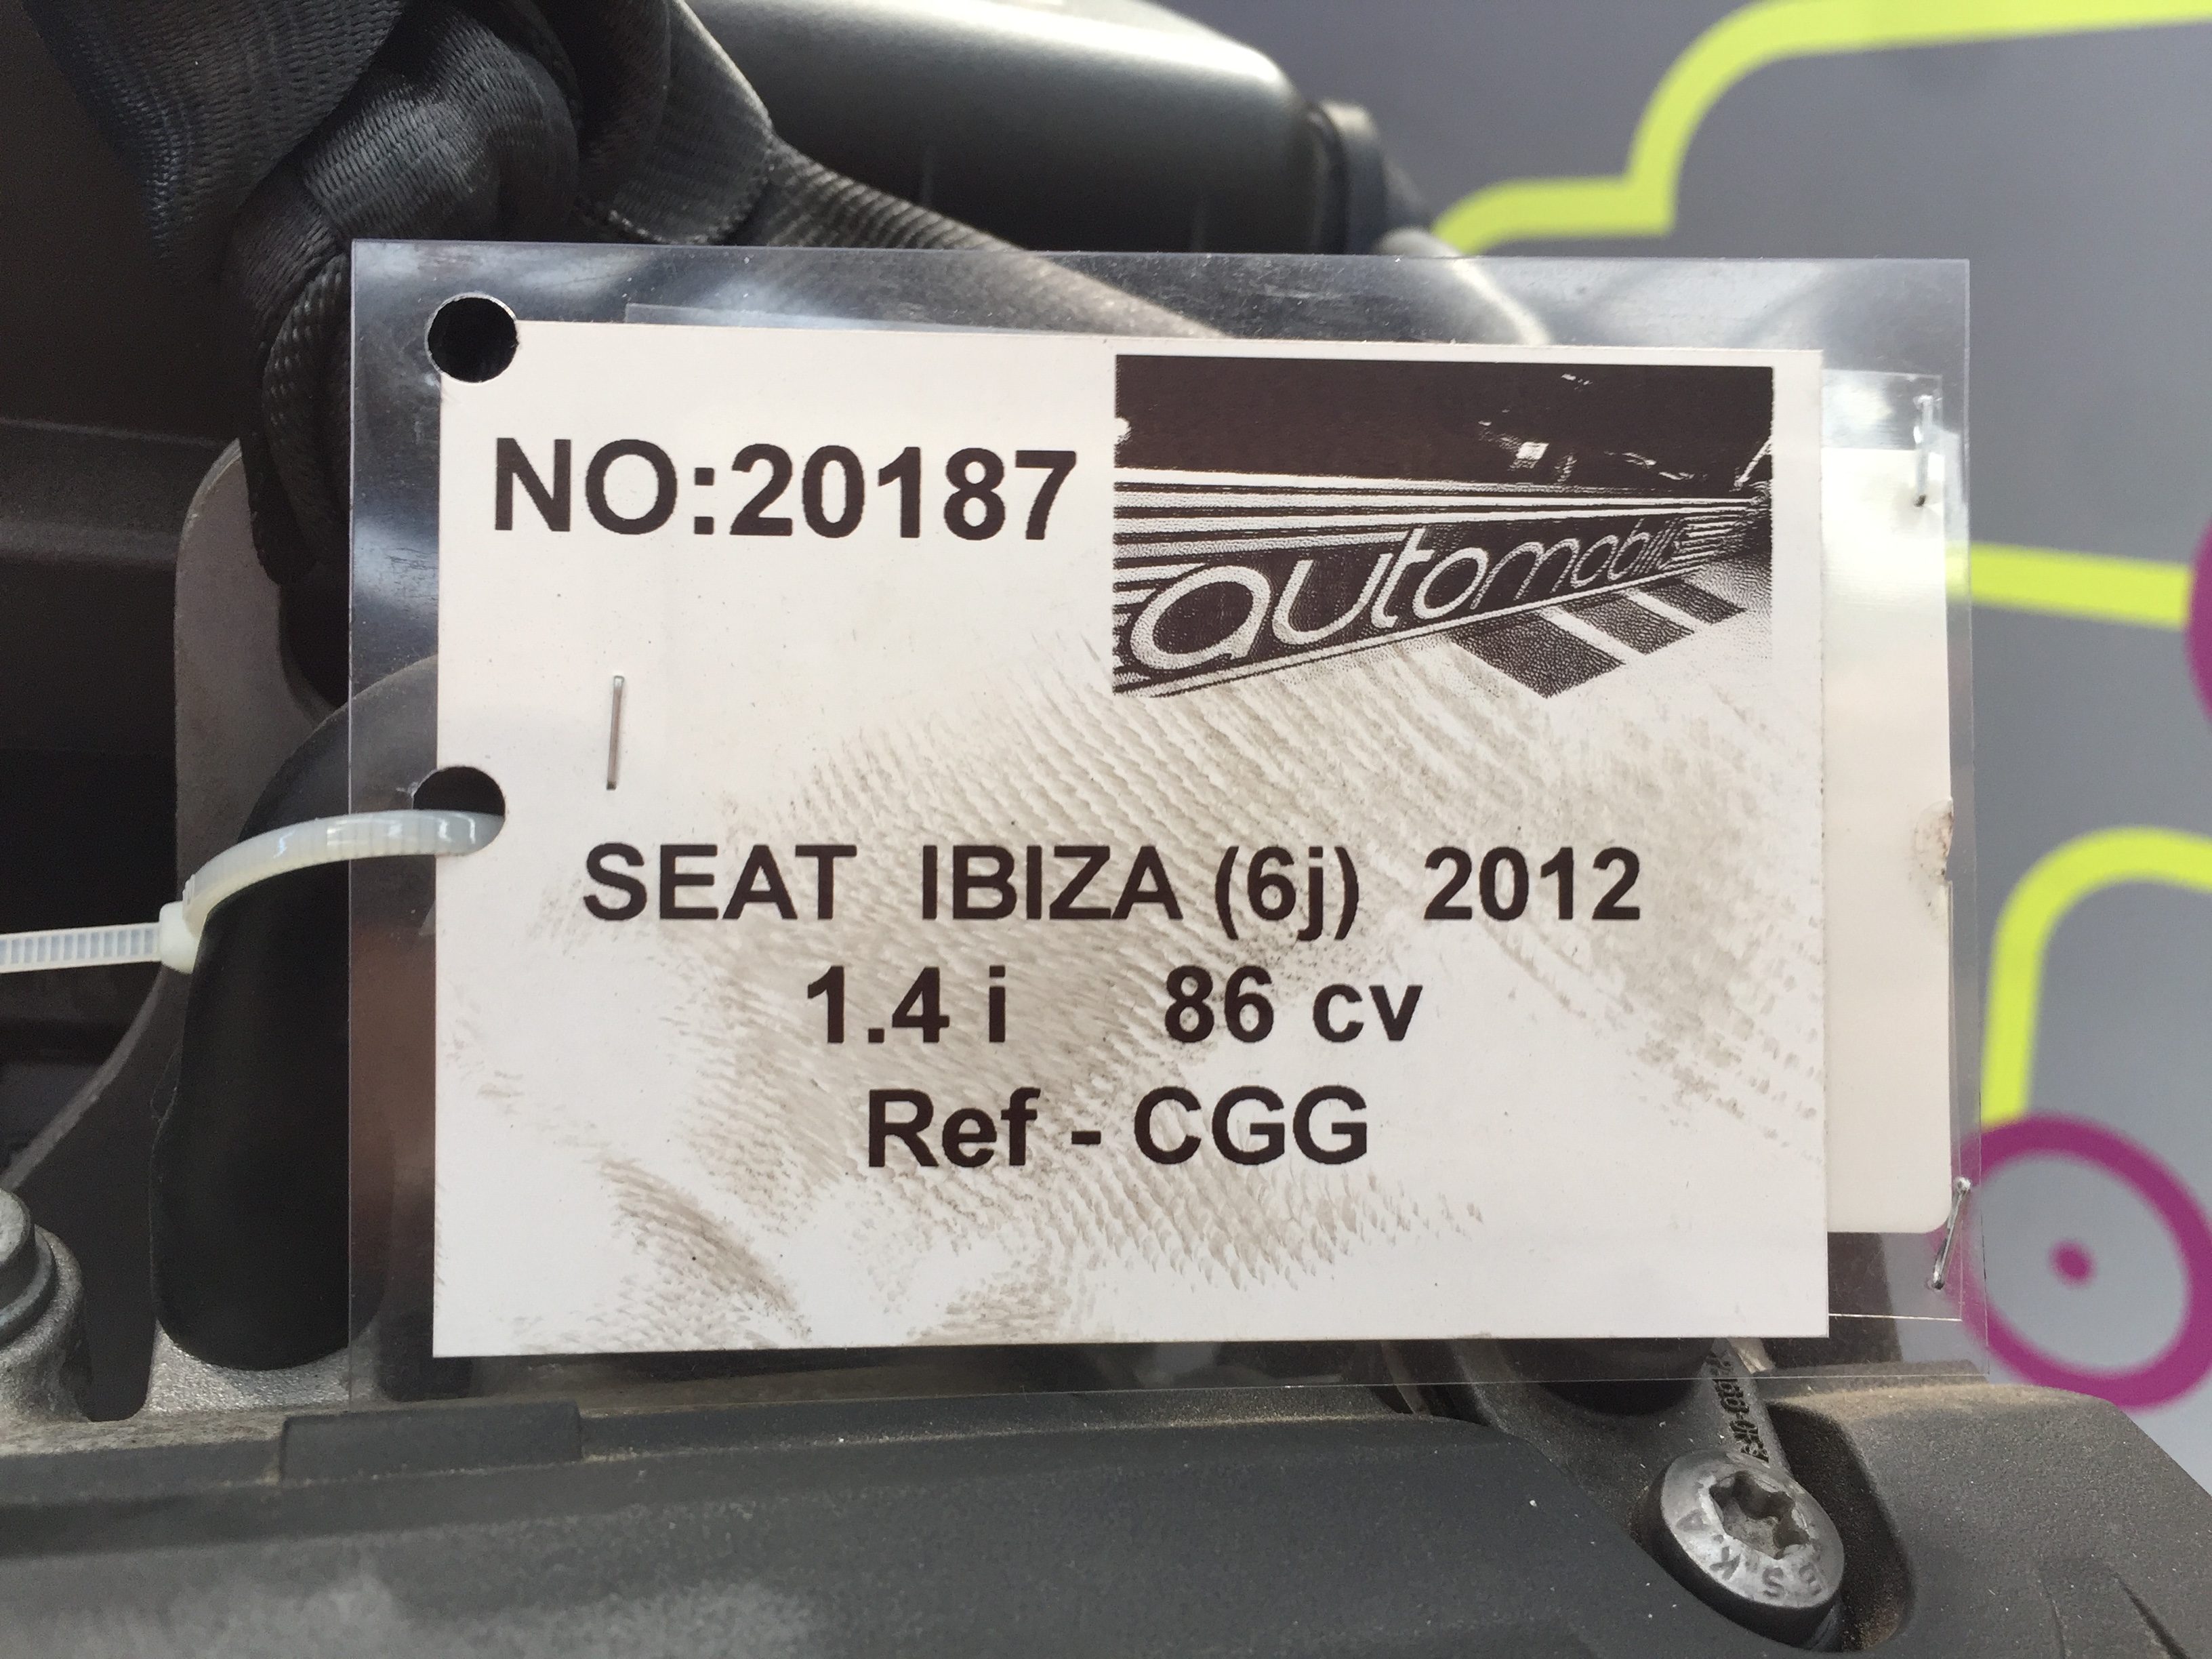 NO:20187
automobile
SEAT IBIZA (6j) 2012
1.4 i 86 cv
Ref - CGG